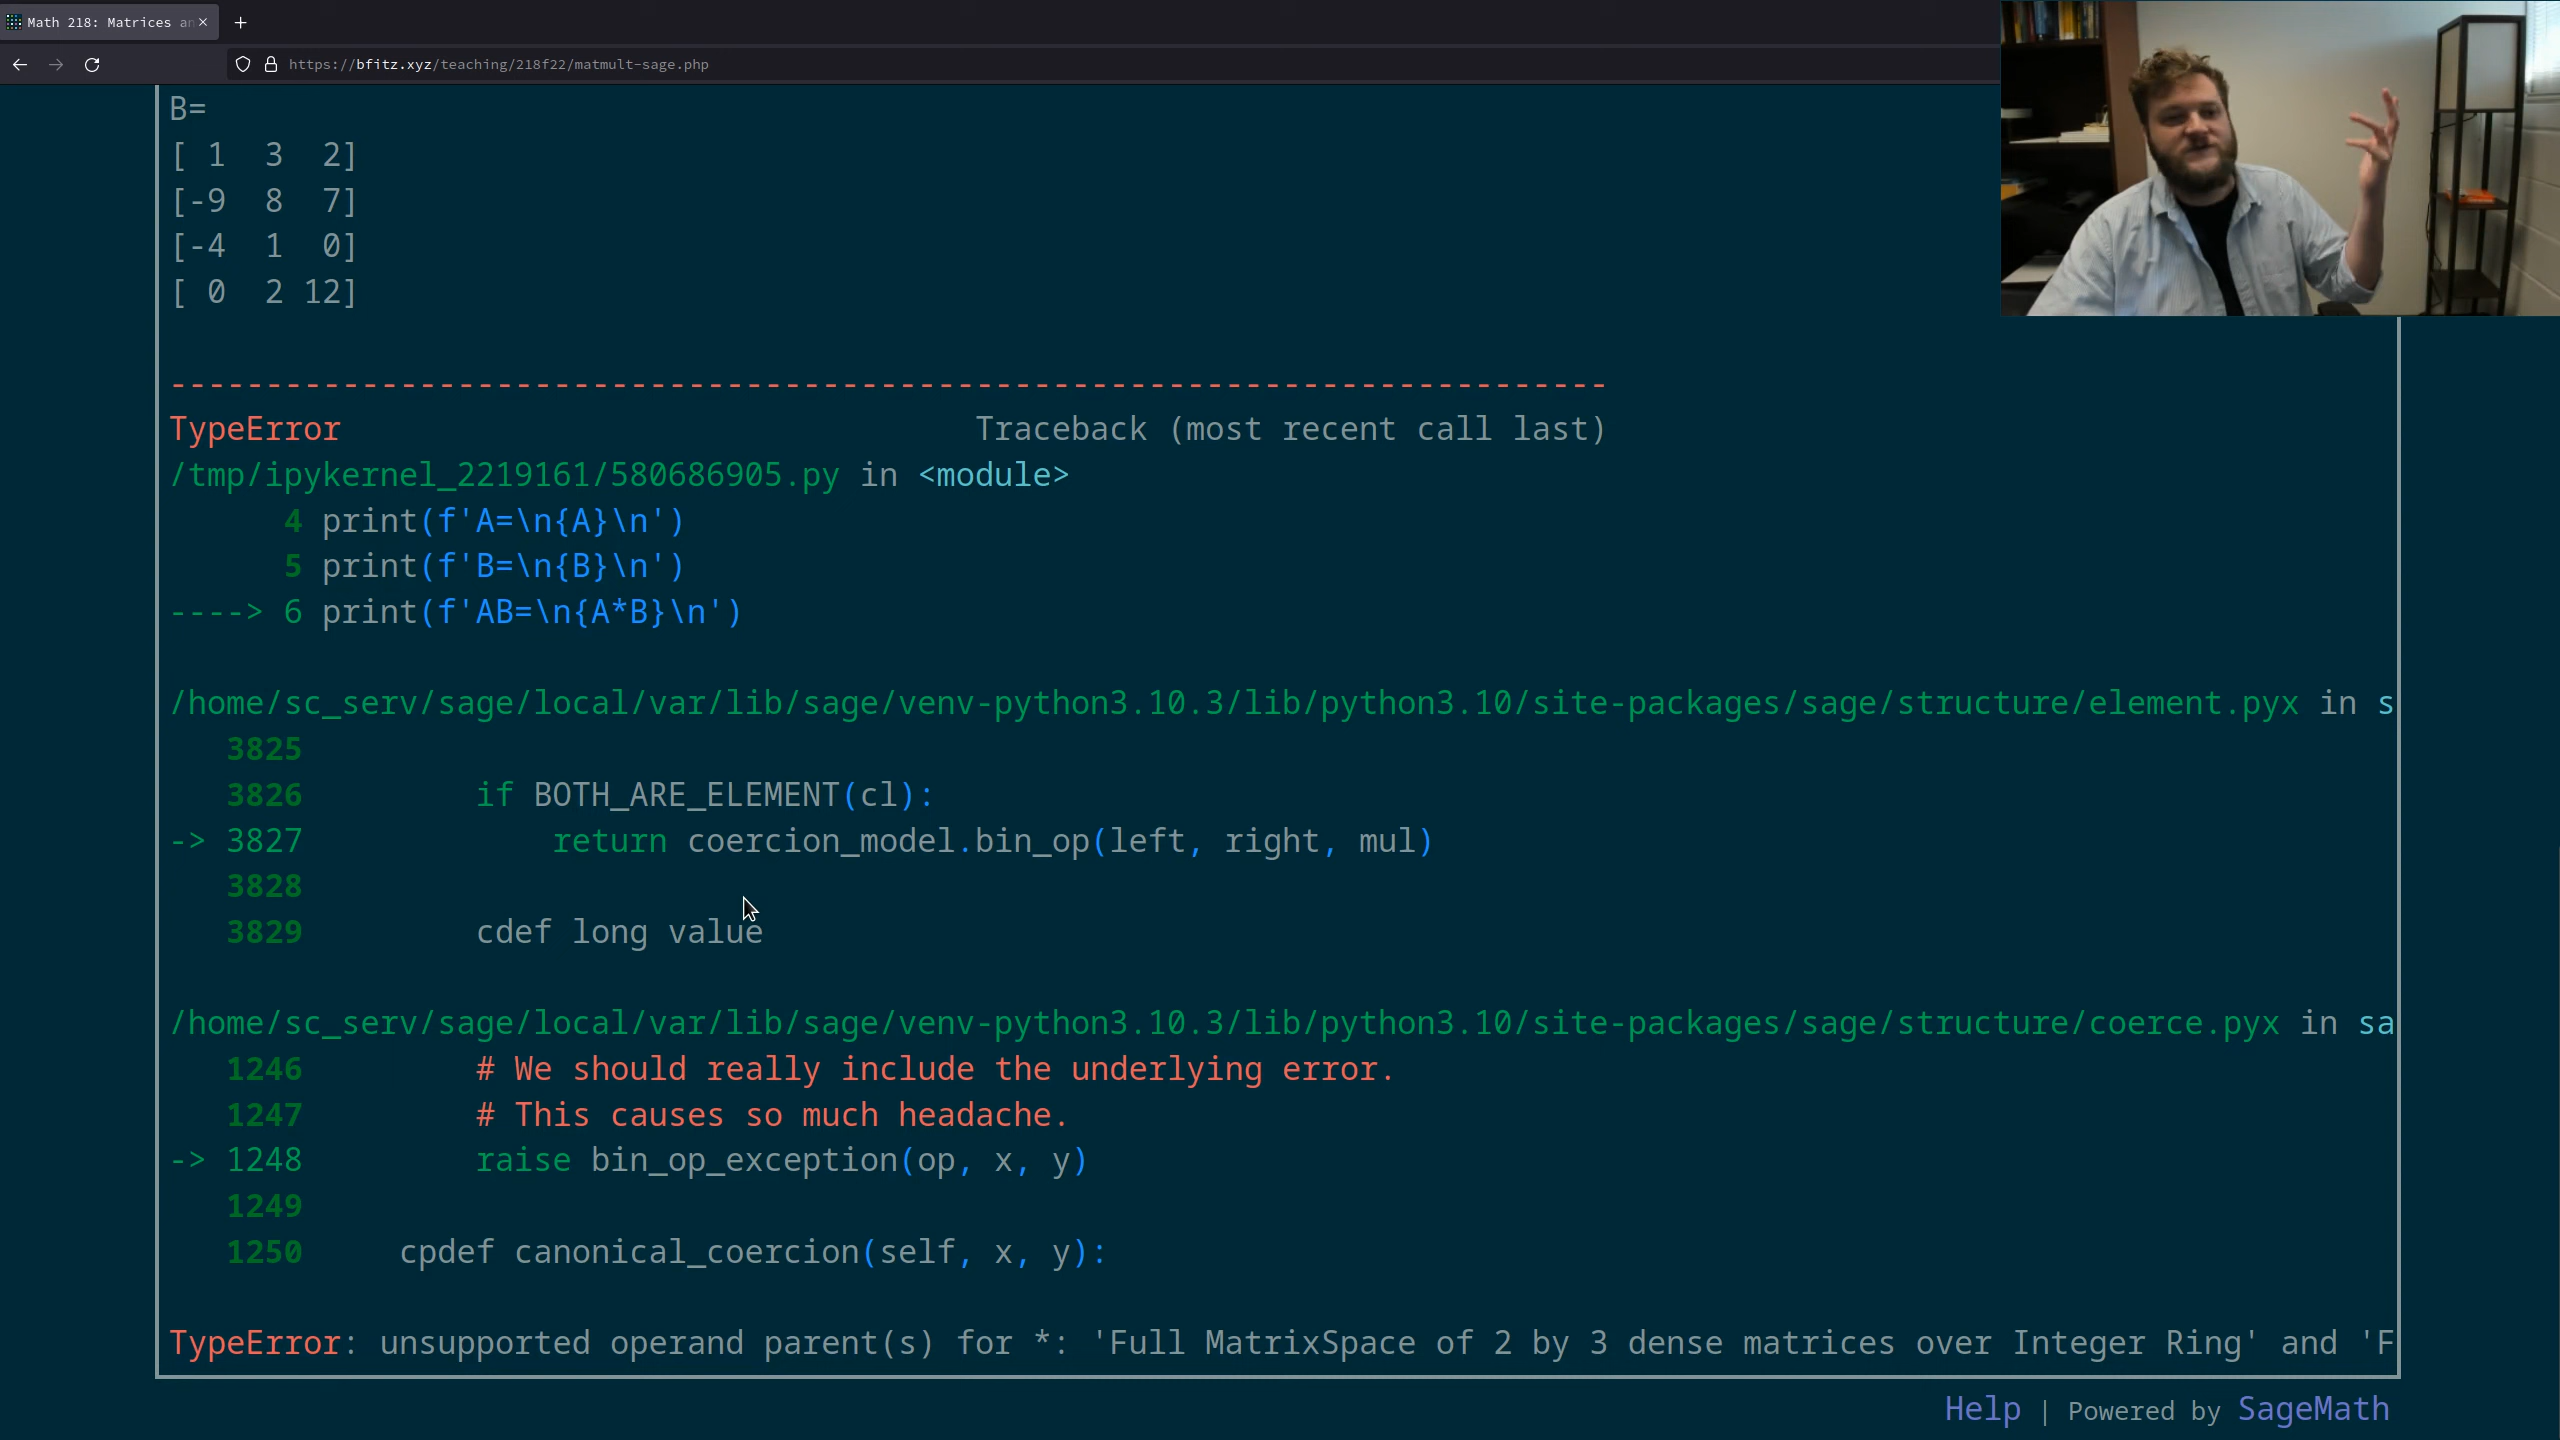 Math 218: Matrices an
https://bfitz.xyz/teaching/218f22/matmult-sage.php
B=
[ 1  3  2]
[-9  8  7]
[-4  1  0]
[ 0  2 12]
---------------------------------------------------------------------------
TypeError                                 Traceback (most recent call last)
/tmp/ipykernel_2219161/580686905.py in <module>
      4 print(f'A=\n{A}\n')
      5 print(f'B=\n{B}\n')
----> 6 print(f'AB=\n{A*B}\n')
/home/sc_serv/sage/local/var/lib/sage/venv-python3.10.3/lib/python3.10/site-packages/sage/structure/element.pyx in s
   3825
   3826         if BOTH_ARE_ELEMENT(cl):
-> 3827             return coercion_model.bin_op(left, right, mul)
   3828
   3829         cdef long value
/home/sc_serv/sage/local/var/lib/sage/venv-python3.10.3/lib/python3.10/site-packages/sage/structure/coerce.pyx in sa
   1246         # We should really include the underlying error.
   1247         # This causes so much headache.
-> 1248         raise bin_op_exception(op, x, y)
   1249
   1250     cpdef canonical_coercion(self, x, y):
TypeError: unsupported operand parent(s) for *: 'Full MatrixSpace of 2 by 3 dense matrices over Integer Ring' and 'F
Help | Powered by SageMath